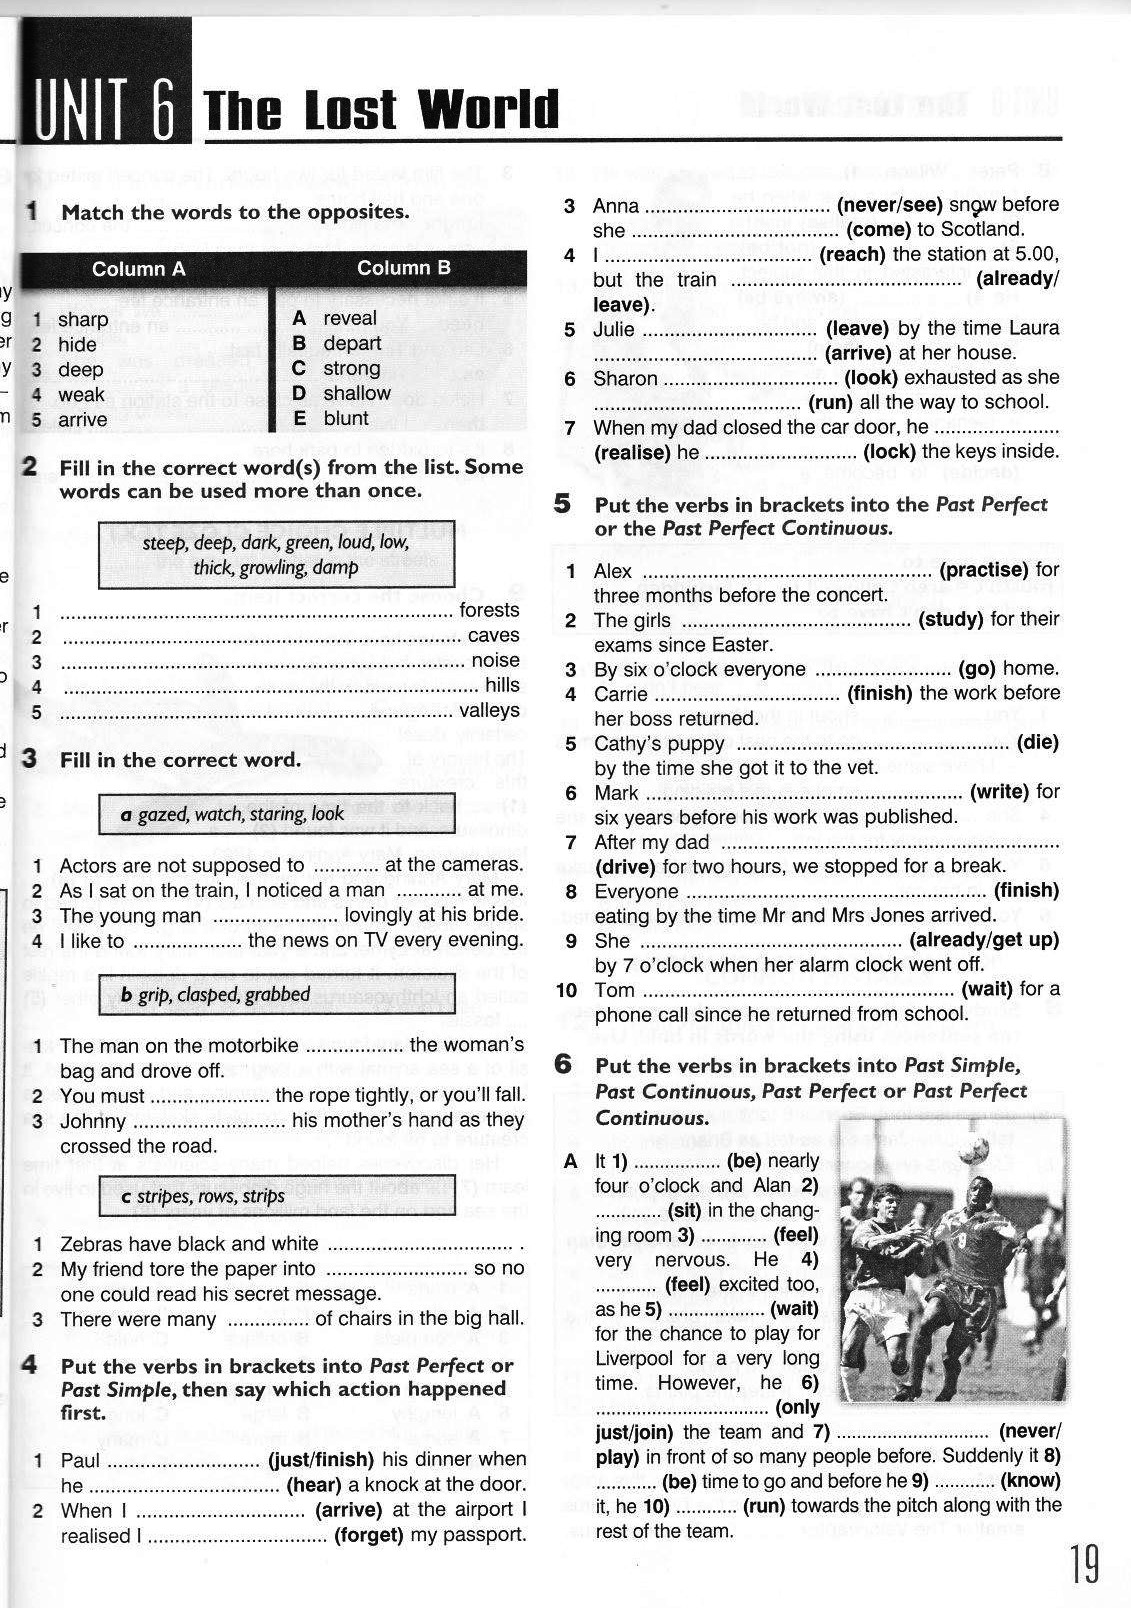 UNIT 6 The Lost World
1 Match the words to the opposites.
Column A Column B
1 sharp A reveal
2 hide B depart
3 deep C strong
4 weak D shallow
5 arrive E blunt
2 Fill in the correct word(s) from the list. Some
words can be used more than once.
steep, deep, dark, green, loud, low,
thick, growling, damp
1 .......................................................................... forests
2 .......................................................................... caves
3 .......................................................................... noise
4 .......................................................................... hills
5 .......................................................................... valleys
3 Fill in the correct word.
a gazed, watch, staring, look
1 Actors are not supposed to ............ at the cameras.
2 As I sat on the train, I noticed a man ............ at me.
3 The young man ....................... lovingly at his bride.
4 I like to .................... the news on TV every evening.
b grip, clasped, grabbed
1 The man on the motorbike .................. the woman's
bag and drove off.
2 You must ...................... the rope tightly, or you'll fall.
3 Johnny ............................ his mother's hand as they
crossed the road.
c stripes, rows, strips
1 Zebras have black and white .................................. .
2 My friend tore the paper into .......................... so no
one could read his secret message.
3 There were many ............... of chairs in the big hall.
4 Put the verbs in brackets into Past Perfect or
Past Simple, then say which action happened
first.
1 Paul ............................ (just/finish) his dinner when
he ................................... (hear) a knock at the door.
2 When I ............................... (arrive) at the airport I
realised I ................................. (forget) my passport.
3 Anna .................................. (never/see) snow before
she ...................................... (come) to Scotland.
4 I ...................................... (reach) the station at 5.00,
but the train .......................................... (already/
leave).
5 Julie ................................ (leave) by the time Laura
......................................... (arrive) at her house.
6 Sharon ................................ (look) exhausted as she
...................................... (run) all the way to school.
7 When my dad closed the car door, he .......................
(realise) he ............................ (lock) the keys inside.
5 Put the verbs in brackets into the Past Perfect
or the Past Perfect Continuous.
1 Alex ..................................................... (practise) for
three months before the concert.
2 The girls .......................................... (study) for their
exams since Easter.
3 By six o'clock everyone ......................... (go) home.
4 Carrie .................................. (finish) the work before
her boss returned.
5 Cathy's puppy .................................................. (die)
by the time she got it to the vet.
6 Mark .......................................................... (write) for
six years before his work was published.
7 After my dad ..............................................................
(drive) for two hours, we stopped for a break.
8 Everyone ....................................................... (finish)
eating by the time Mr and Mrs Jones arrived.
9 She ................................................ (already/get up)
by 7 o'clock when her alarm clock went off.
10 Tom ......................................................... (wait) for a
phone call since he returned from school.
6 Put the verbs in brackets into Past Simple,
Past Continuous, Past Perfect or Past Perfect
Continuous.
A It 1) ................ (be) nearly
four o'clock and Alan 2)
............ (sit) in the chang-
ing room 3) ............ (feel)
very nervous. He 4)
........... (feel) excited too,
as he 5) .................. (wait)
for the chance to play for
Liverpool for a very long
time. However, he 6)
................................ (only
just/join) the team and 7) ............................ (never/
play) in front of so many people before. Suddenly it 8)
........... (be) time to go and before he 9) ........... (know)
it, he 10) ........... (run) towards the pitch along with the
rest of the team.
19